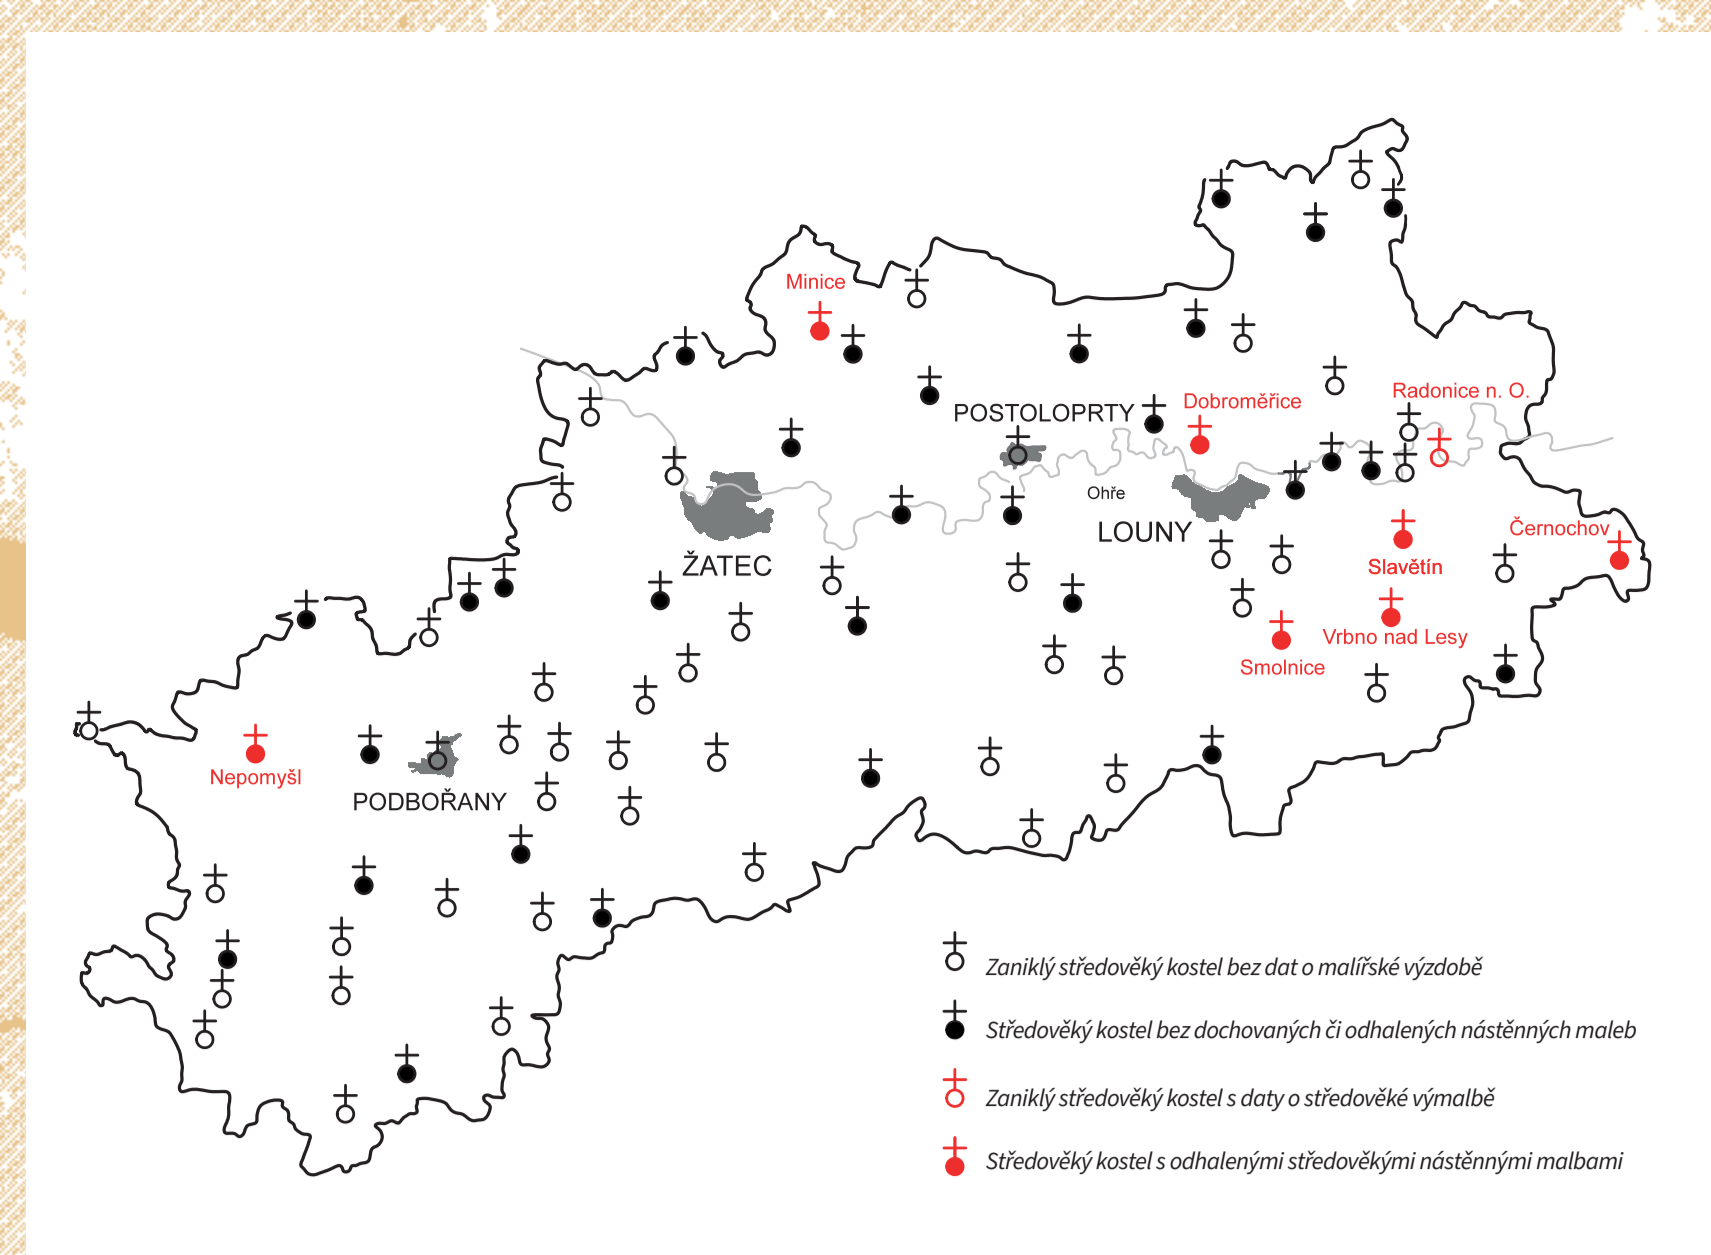 Minice
Radonice n. O.
Dobroměřice
POSTOLOPRTY
Ohře
LOUNY
Černochov
ŽATEC
Slavětín
Vrbno nad Lesy
Smolnice
Nepomyšl
PODBOŘANY
Zaniklý středověký kostel bez dat o malířské výzdobě
Středověký kostel bez dochovaných či odhalených nástěnných maleb
Zaniklý středověký kostel s daty o středověké výmalbě
Středověký kostel s odhalenými středověkými nástěnnými malbami